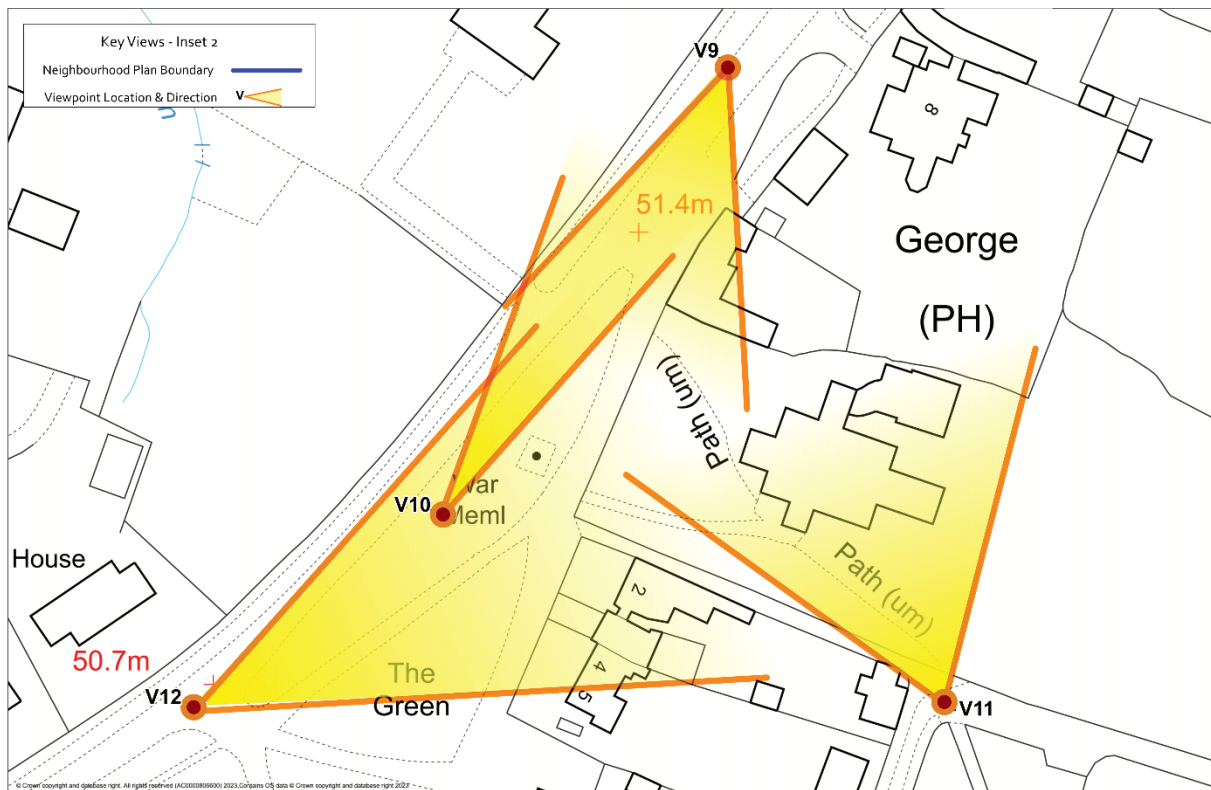 Key Views - Inset 2
Neighbourhood Plan Boundary
Viewpoint Location & Direction V
V9
8
51.4m
George
(PH)
Path (um)
War
Meml
V10
House
2
Path (um)
4
5
50.7m
The
Green
V12
V11
© Crown copyright and database right. All rights reserved (AC0000808600) 2023,Contains OS data © Crown copyright and database right 2023